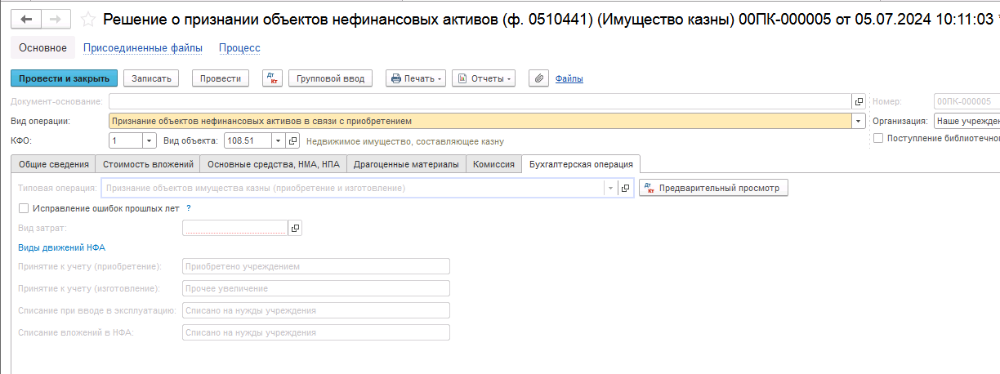 Решение о признании объектов нефинансовых активов (ф. 0510441) (Имущество казны) 00ПК-000005 от 05.07.2024 10:11:03 *
Основное Присоединенные файлы Процесс
Провести и закрыть Записать Провести Дт Кт Групповой ввод Печать Отчеты Файлы
Документ-основание: Номер: 00ПК-000005
Вид операции: Признание объектов нефинансовых активов в связи с приобретением Организация: Наше учрежден
КФО: 1 Вид объекта: 108.51 Недвижимое имущество, составляющее казну Поступление библиотечног
Общие сведения Стоимость вложений Основные средства, НМА, НПА Драгоценные материалы Комиссия Бухгалтерская операция
Типовая операция: Признание объектов имущества казны (приобретение и изготовление) Дт Кт Предварительный просмотр
Исправление ошибок прошлых лет ?
Вид затрат:
Виды движений НФА
Принятие к учету (приобретение): Приобретено учреждением
Принятие к учету (изготовление): Прочее увеличение
Списание при вводе в эксплуатацию: Списано на нужды учреждения
Списание вложений в НФА: Списано на нужды учреждения